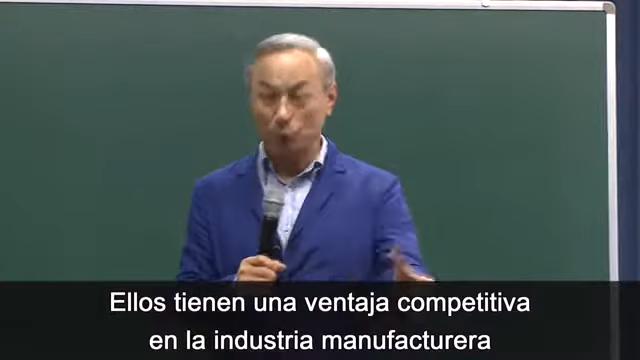 Ellos tienen una ventaja competitiva
en la industria manufacturera